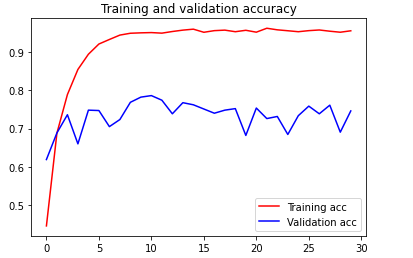 Training and validation accuracy
0.9
0.8
0.7
0.6
0.5
0 5 10 15 20 25 30
Training acc
Validation acc